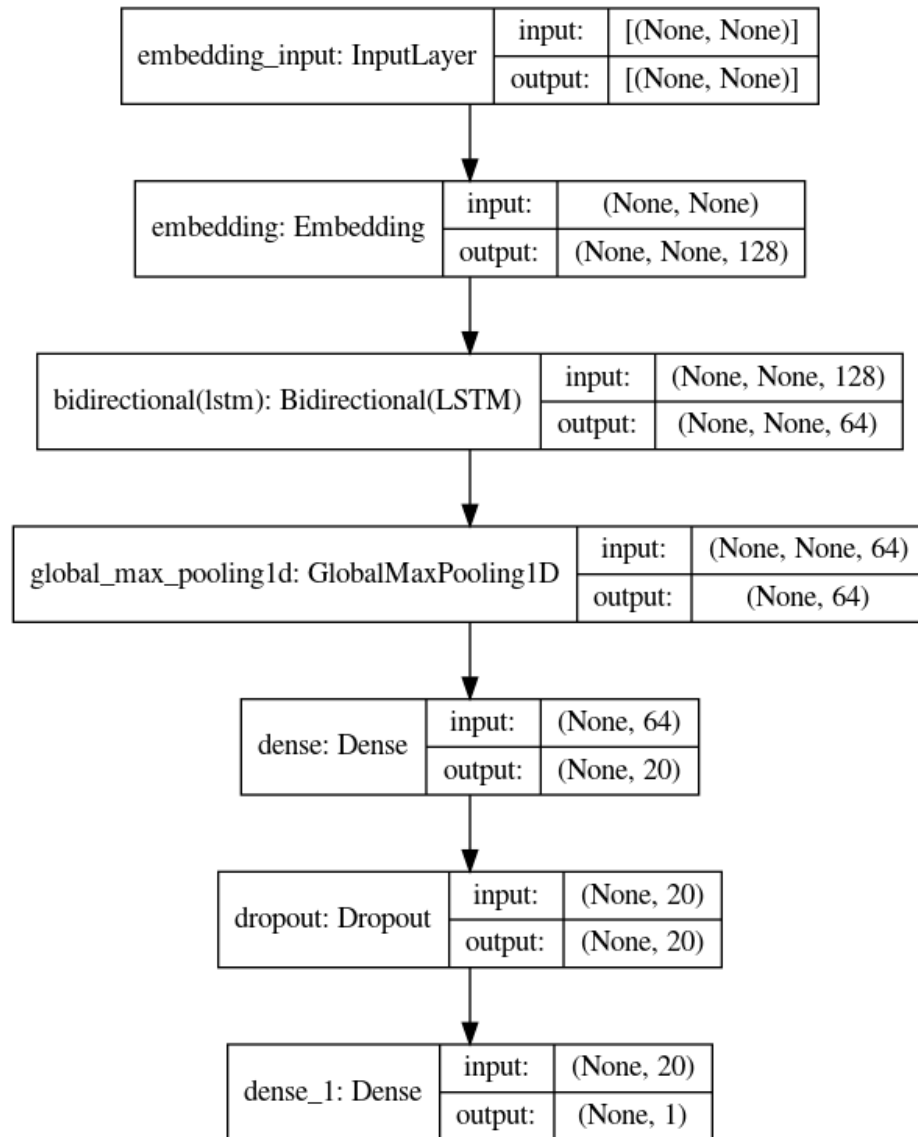 embedding_input: InputLayer
input: [(None, None)]
output: [(None, None)]
embedding: Embedding
input: (None, None)
output: (None, None, 128)
bidirectional(lstm): Bidirectional(LSTM)
input: (None, None, 128)
output: (None, None, 64)
global_max_pooling1d: GlobalMaxPooling1D
input: (None, None, 64)
output: (None, 64)
dense: Dense
input: (None, 64)
output: (None, 20)
dropout: Dropout
input: (None, 20)
output: (None, 20)
dense_1: Dense
input: (None, 20)
output: (None, 1)